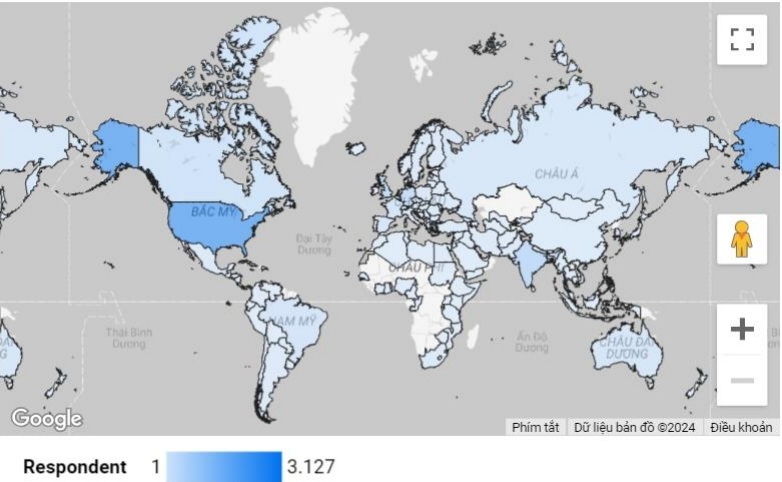 CHÂU Á
BẮC MỸ
Đại Tây
Dương
CHÂU PHI
NAM MỸ
Thái Bình
Dương
Ấn Độ
Dương
CHÂU ĐẠI
DƯƠNG
Google
Phím tắt
Dữ liệu bản đồ ©2024
Điều khoản
Respondent 1 3.127